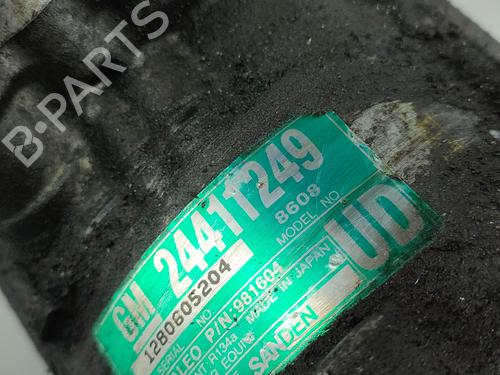 B-PARTS
GM 24411249 UD
8608
SERIAL NO MODEL NO
1280605204
P/N:981604 MADE IN JAPAN
R134a
SANDEN